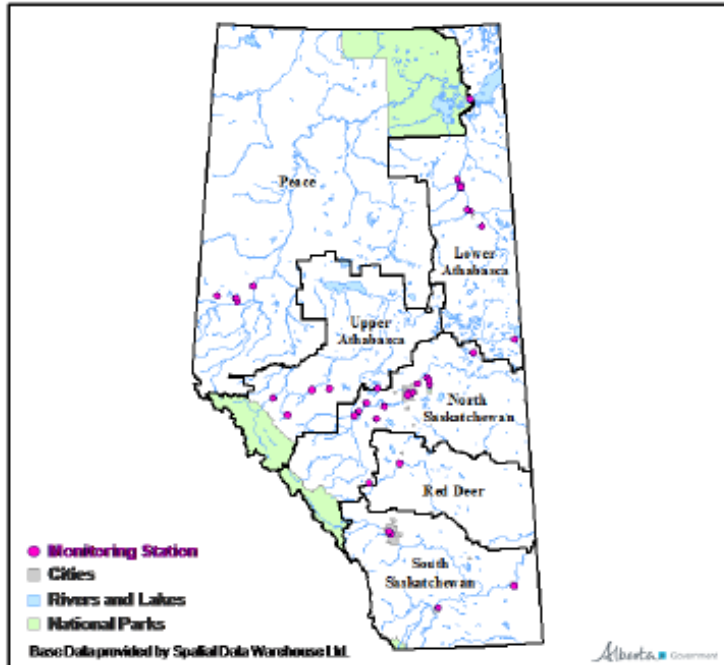 Peace
Lower
Athabasca
Upper
Athabasca
North
Saskatchewan
Red Deer
South
Saskatchewan
Monitoring Station
Cities
Rivers and Lakes
National Parks
Base Data provided by Spatial Data Warehouse Ltd.
Alberta Government